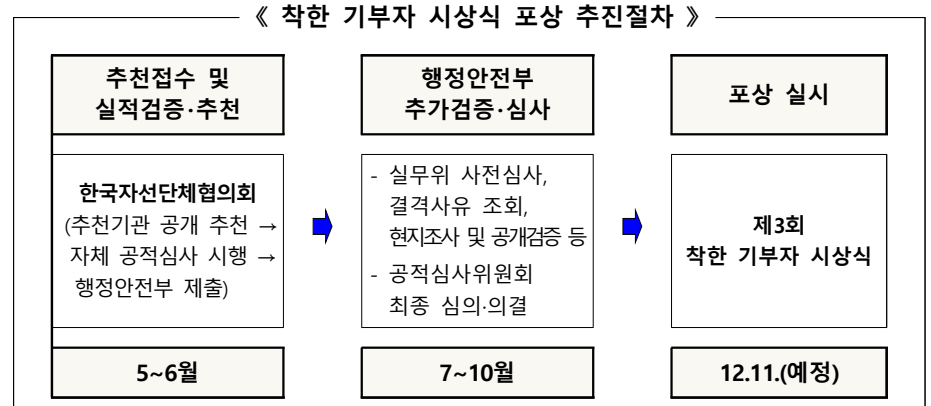 《 착한 기부자 시상식 포상 추진절차 》
추천접수 및
실적검증·추천
행정안전부
추가검증·심사
포상 실시
한국자선단체협의회
(추천기관 공개 추천 →
자체 공적심사 시행 →
행정안전부 제출)
- 실무위 사전심사,
결격사유 조회,
현지조사 및 공개검증 등
- 공적심사위원회
최종 심의·의결
제3회
착한 기부자 시상식
5~6월
7~10월
12.11.(예정)